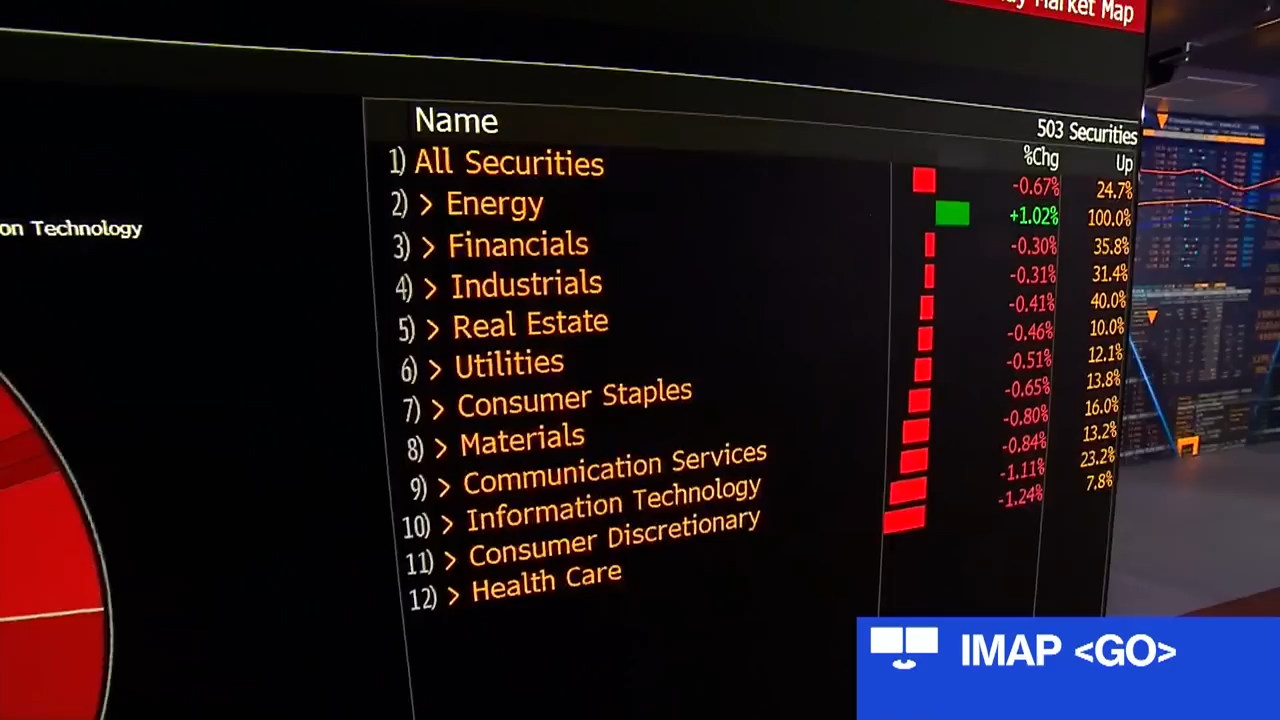 ay Market Map
Name 503 Securities
%Chg Up
1) All Securities -0.67% 24.7%
2) > Energy +1.02% 100.0%
3) > Financials -0.30% 35.8%
4) > Industrials -0.31% 31.4%
5) > Real Estate -0.41% 40.0%
6) > Utilities -0.46% 10.0%
7) > Consumer Staples -0.51% 12.1%
8) > Materials -0.65% 13.8%
9) > Communication Services -0.80% 16.0%
10) > Information Technology -0.84% 13.2%
11) > Consumer Discretionary -1.11% 23.2%
12) > Health Care -1.24% 7.8%
on Technology
IMAP <GO>